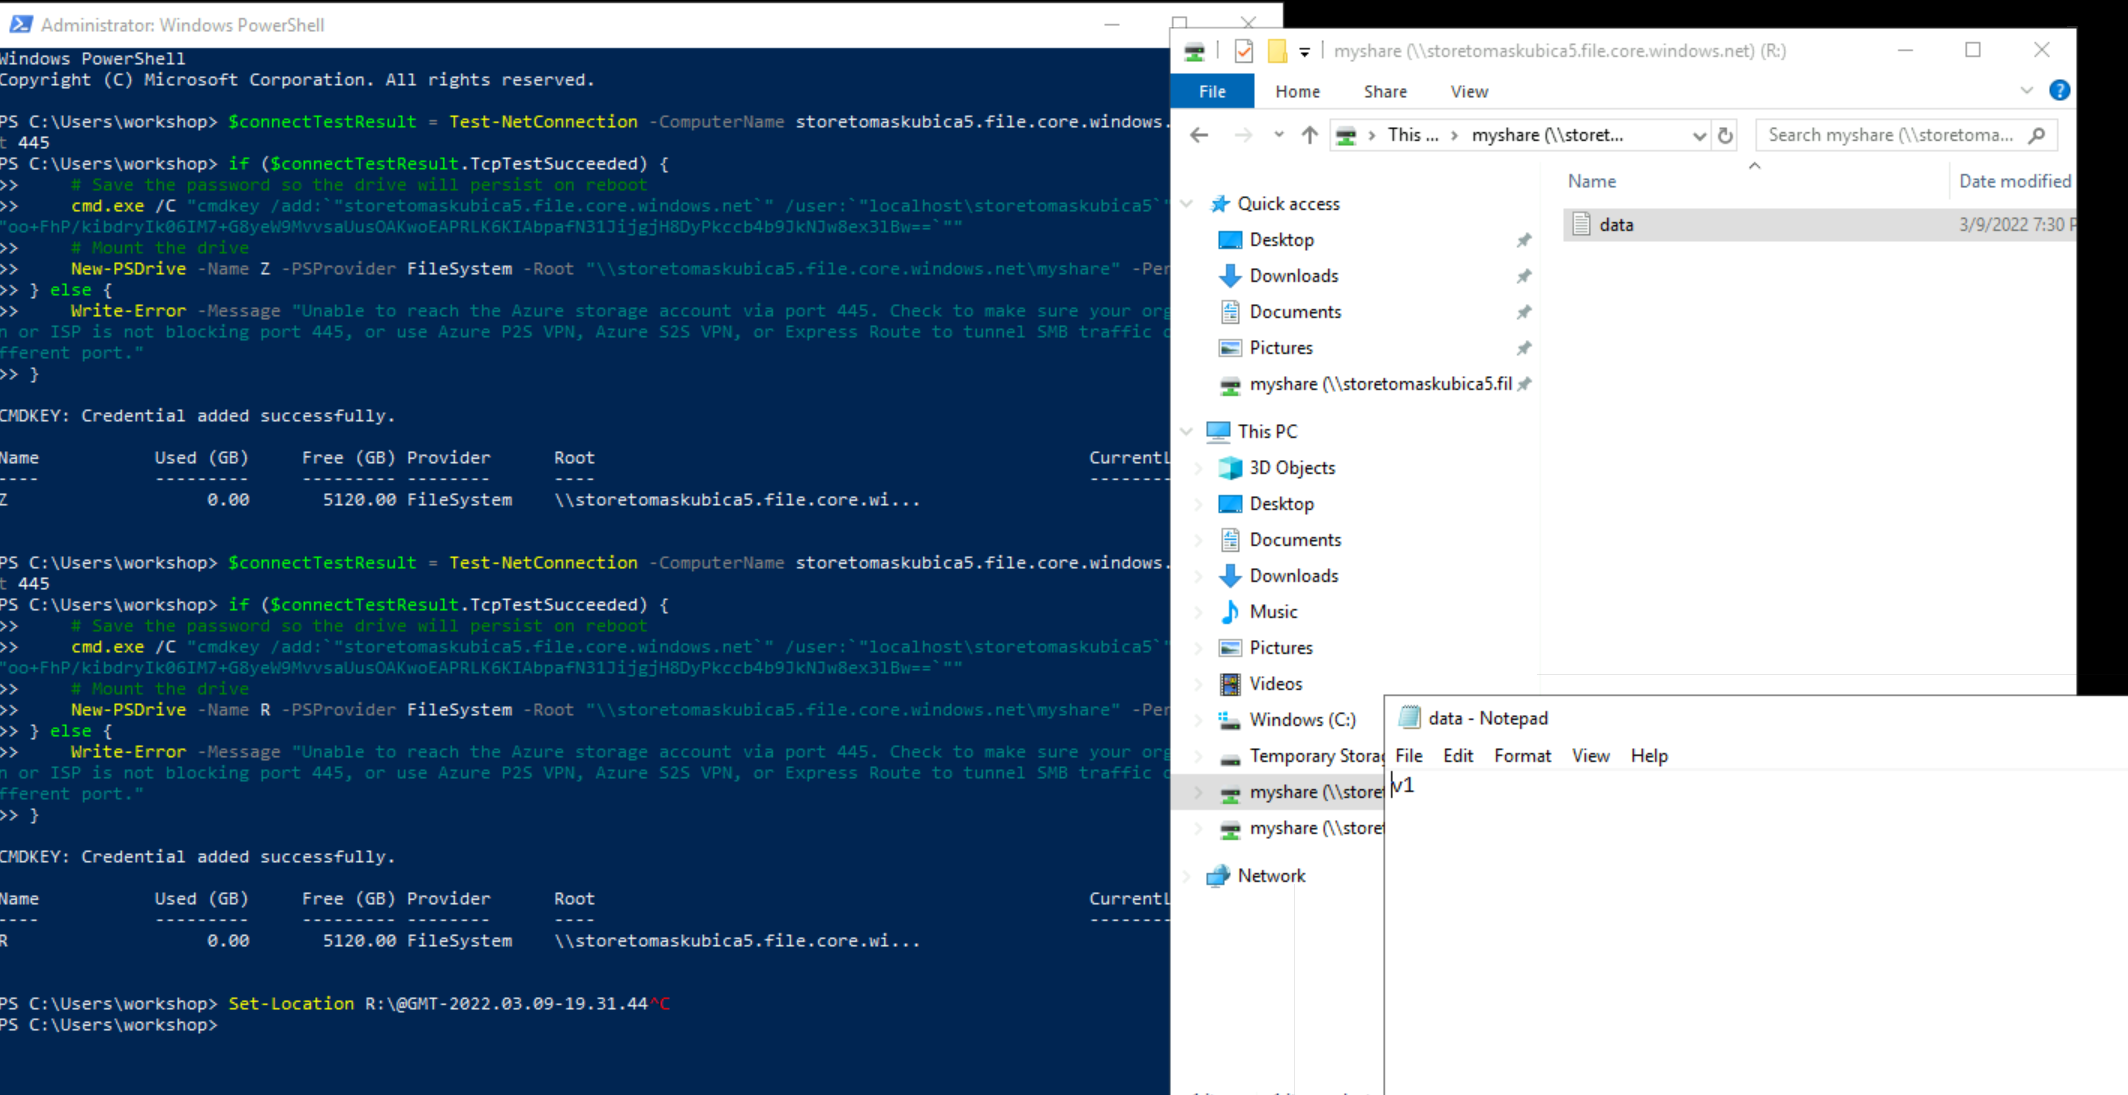 Administrator: Windows PowerShell
Windows PowerShell
Copyright (C) Microsoft Corporation. All rights reserved.
PS C:\Users\workshop> $connectTestResult = Test-NetConnection -ComputerName storetomaskubica5.file.core.windows.
t 445
PS C:\Users\workshop> if ($connectTestResult.TcpTestSucceeded) {
>>     # Save the password so the drive will persist on reboot
>>     cmd.exe /C "cmdkey /add:`"storetomaskubica5.file.core.windows.net`" /user:`"localhost\storetomaskubica5`"
"oo+FhP/kibdryIk06IM7+G8yeW9MvvsaUusOAKwoEAPRLK6KIAbpafN31JijgjH8DyPkccb4b9JkNJw8ex3lBw==`""
>>     # Mount the drive
>>     New-PSDrive -Name Z -PSProvider FileSystem -Root "\\storetomaskubica5.file.core.windows.net\myshare" -Per
>> } else {
>>     Write-Error -Message "Unable to reach the Azure storage account via port 445. Check to make sure your org
n or ISP is not blocking port 445, or use Azure P2S VPN, Azure S2S VPN, or Express Route to tunnel SMB traffic o
fferent port."
>> }
CMDKEY: Credential added successfully.
Name Used (GB) Free (GB) Provider Root CurrentL
---- --------- --------- -------- ---- --------
Z 0.00 5120.00 FileSystem \\storetomaskubica5.file.core.wi...
PS C:\Users\workshop> $connectTestResult = Test-NetConnection -ComputerName storetomaskubica5.file.core.windows.
t 445
PS C:\Users\workshop> if ($connectTestResult.TcpTestSucceeded) {
>>     # Save the password so the drive will persist on reboot
>>     cmd.exe /C "cmdkey /add:`"storetomaskubica5.file.core.windows.net`" /user:`"localhost\storetomaskubica5`"
"oo+FhP/kibdryIk06IM7+G8yeW9MvvsaUusOAKwoEAPRLK6KIAbpafN31JijgjH8DyPkccb4b9JkNJw8ex3lBw==`""
>>     # Mount the drive
>>     New-PSDrive -Name R -PSProvider FileSystem -Root "\\storetomaskubica5.file.core.windows.net\myshare" -Per
>> } else {
>>     Write-Error -Message "Unable to reach the Azure storage account via port 445. Check to make sure your org
n or ISP is not blocking port 445, or use Azure P2S VPN, Azure S2S VPN, or Express Route to tunnel SMB traffic o
fferent port."
>> }
CMDKEY: Credential added successfully.
Name Used (GB) Free (GB) Provider Root CurrentL
---- --------- --------- -------- ---- --------
R 0.00 5120.00 FileSystem \\storetomaskubica5.file.core.wi...
PS C:\Users\workshop> Set-Location R:\@GMT-2022.03.09-19.31.44^C
PS C:\Users\workshop>
myshare (\\storetomaskubica5.file.core.windows.net) (R:)
File Home Share View
This ... > myshare (\\storet...
Search myshare (\\storetoma...
Name Date modified
data 3/9/2022 7:30 P
Quick access
Desktop
Downloads
Documents
Pictures
myshare (\\storetomaskubica5.fil
This PC
3D Objects
Desktop
Documents
Downloads
Music
Pictures
Videos
Windows (C:)
Temporary Storag
myshare (\\storet
myshare (\\storet
Network
data - Notepad
File Edit Format View Help
v1